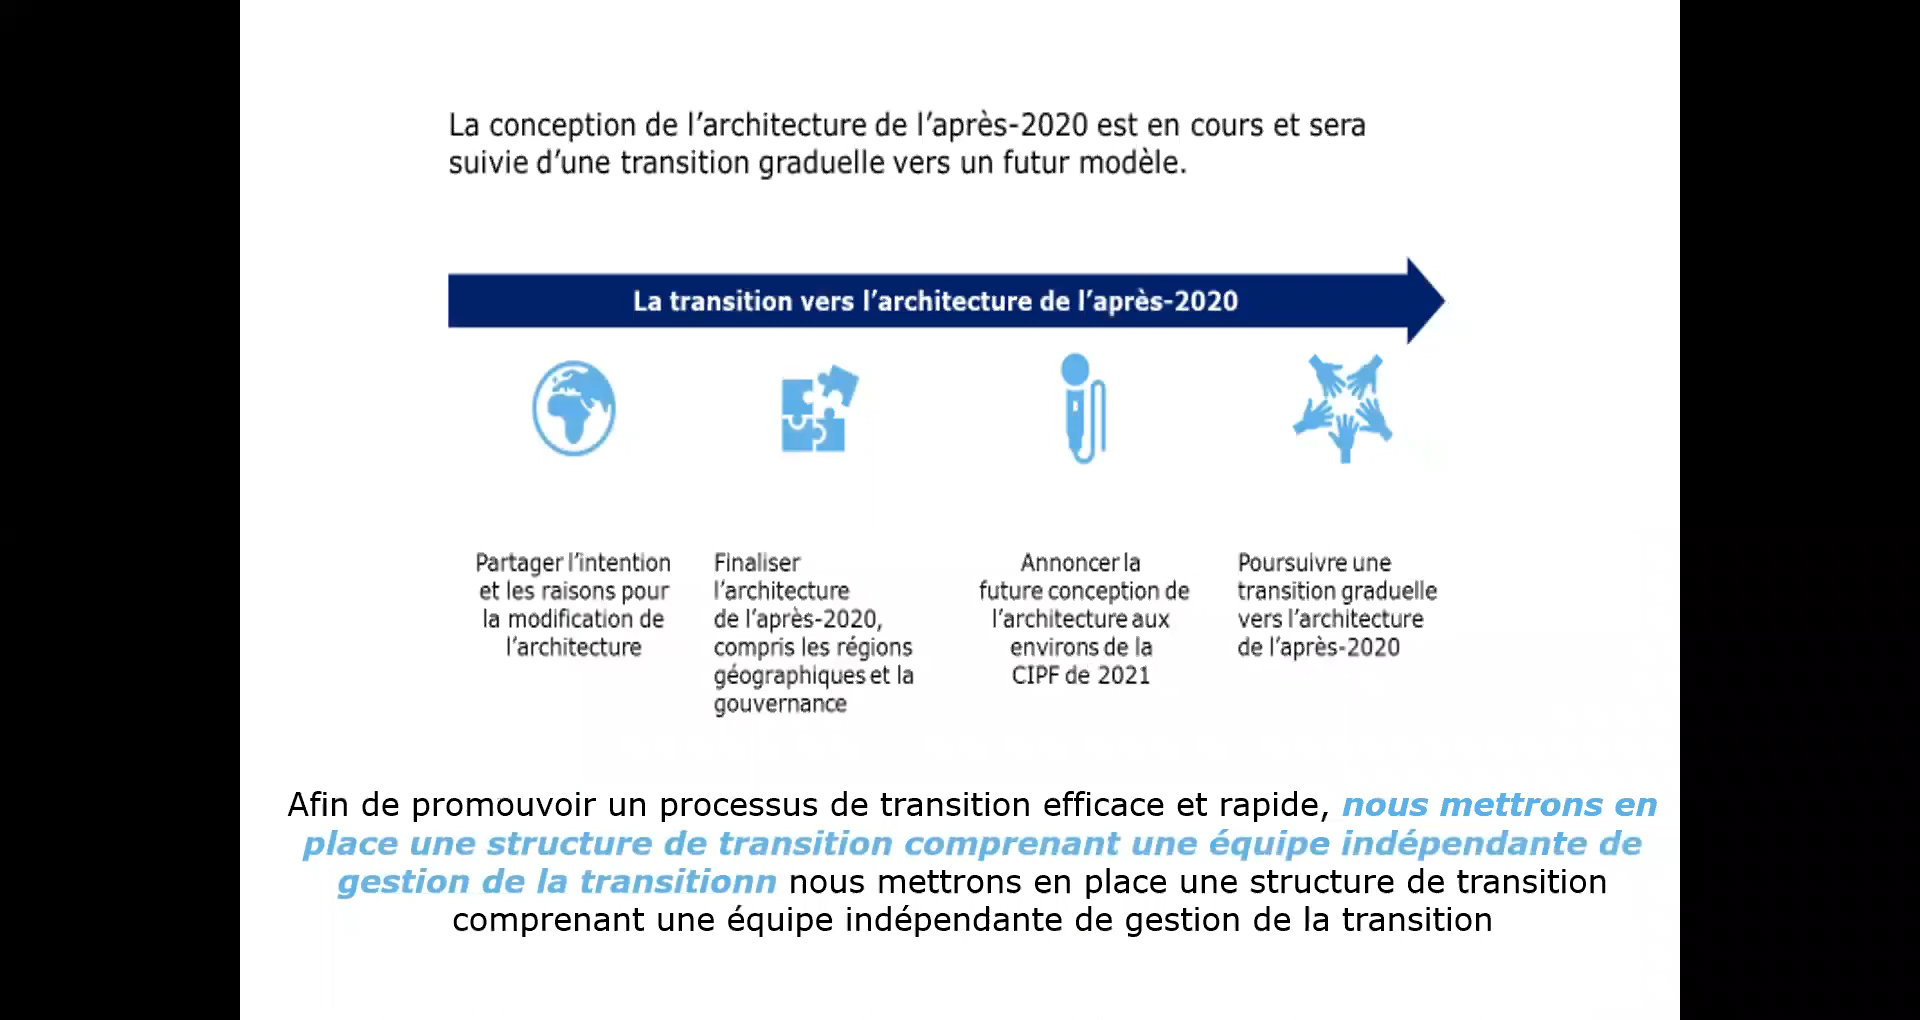 La conception de l'architecture de l'après-2020 est en cours et sera
suivie d'une transition graduelle vers un futur modèle.
La transition vers l'architecture de l'après-2020
Partager l'intention
et les raisons pour
la modification de
l'architecture
Finaliser
l'architecture
de l'après-2020,
compris les régions
géographiques et la
gouvernance
Annoncer la
future conception de
l'architecture aux
environs de la
CIPF de 2021
Poursuivre une
transition graduelle
vers l'architecture
de l'après-2020
Afin de promouvoir un processus de transition efficace et rapide, nous mettrons en
place une structure de transition comprenant une équipe indépendante de
gestion de la transitionn nous mettrons en place une structure de transition
comprenant une équipe indépendante de gestion de la transition